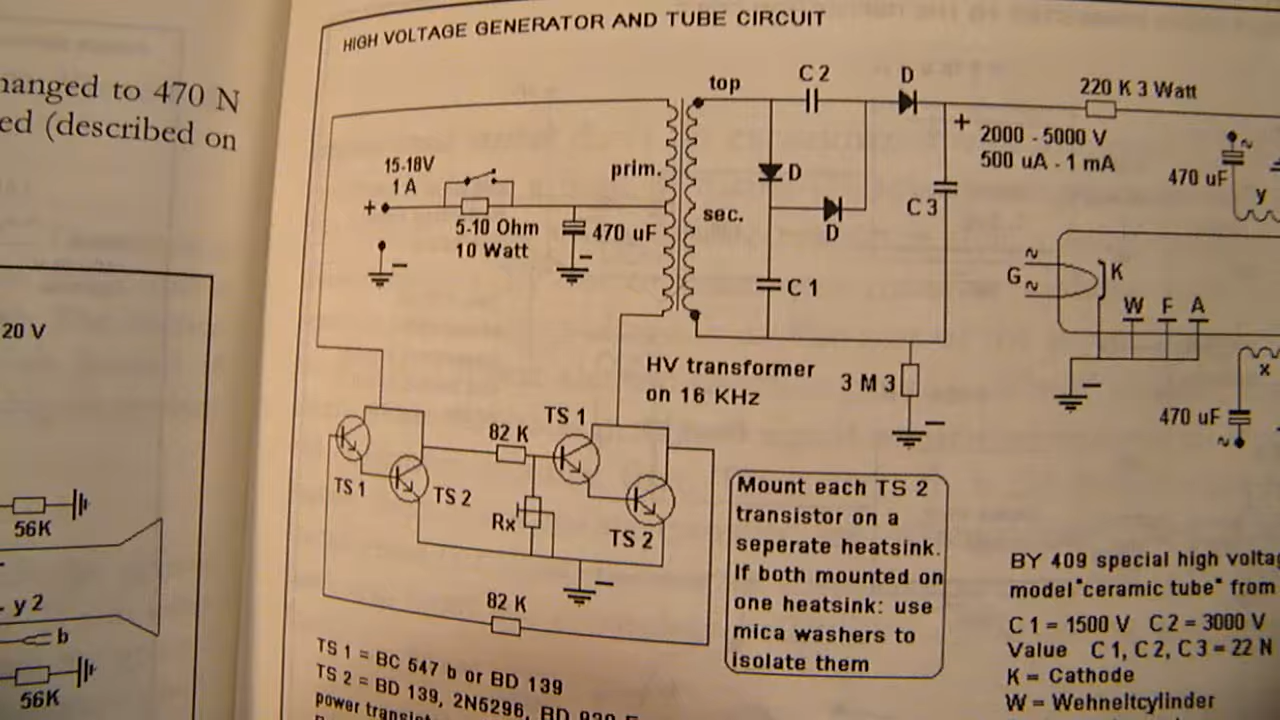 hanged to 470 N
ed (described on
20 V
56K
y 2
b
56K
HIGH VOLTAGE GENERATOR AND TUBE CIRCUIT
top
C 2
D
220 K 3 Watt
+
2000 - 5000 V
500 uA - 1 mA
470 uF
y
15-18V
1 A
prim.
D
+
5-10 Ohm
10 Watt
470 uF
sec.
D
C 3
G
K
W F A
C 1
HV transformer
on 16 KHz
3 M 3
x
470 uF
TS 1
82 K
TS 1
TS 2
Rx
TS 2
82 K
Mount each TS 2
transistor on a
seperate heatsink.
If both mounted on
one heatsink: use
mica washers to
isolate them
BY 409 special high volta
model "ceramic tube" from
C 1 = 1500 V C 2 = 3000 V
Value C 1, C 2, C 3 = 22 N
K = Cathode
W = Wehneltcylinder
TS 1 = BC 547 b or BD 139
TS 2 = BD 139, 2N5296, BD
power transist